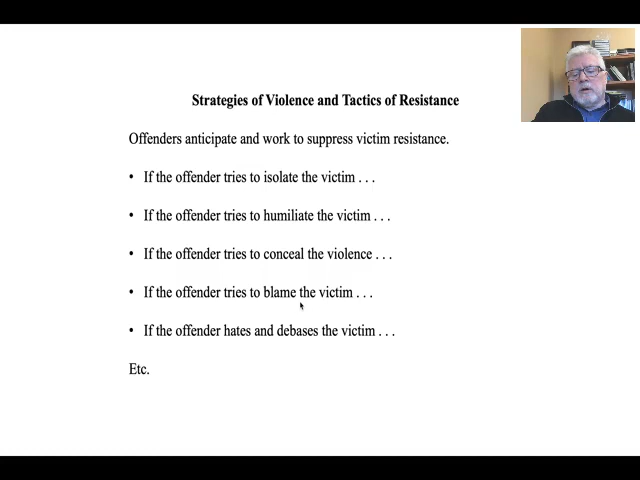 Strategies of Violence and Tactics of Resistance
Offenders anticipate and work to suppress victim resistance.
• If the offender tries to isolate the victim . . .
• If the offender tries to humiliate the victim . . .
• If the offender tries to conceal the violence . . .
• If the offender tries to blame the victim . . .
• If the offender hates and debases the victim . . .
Etc.